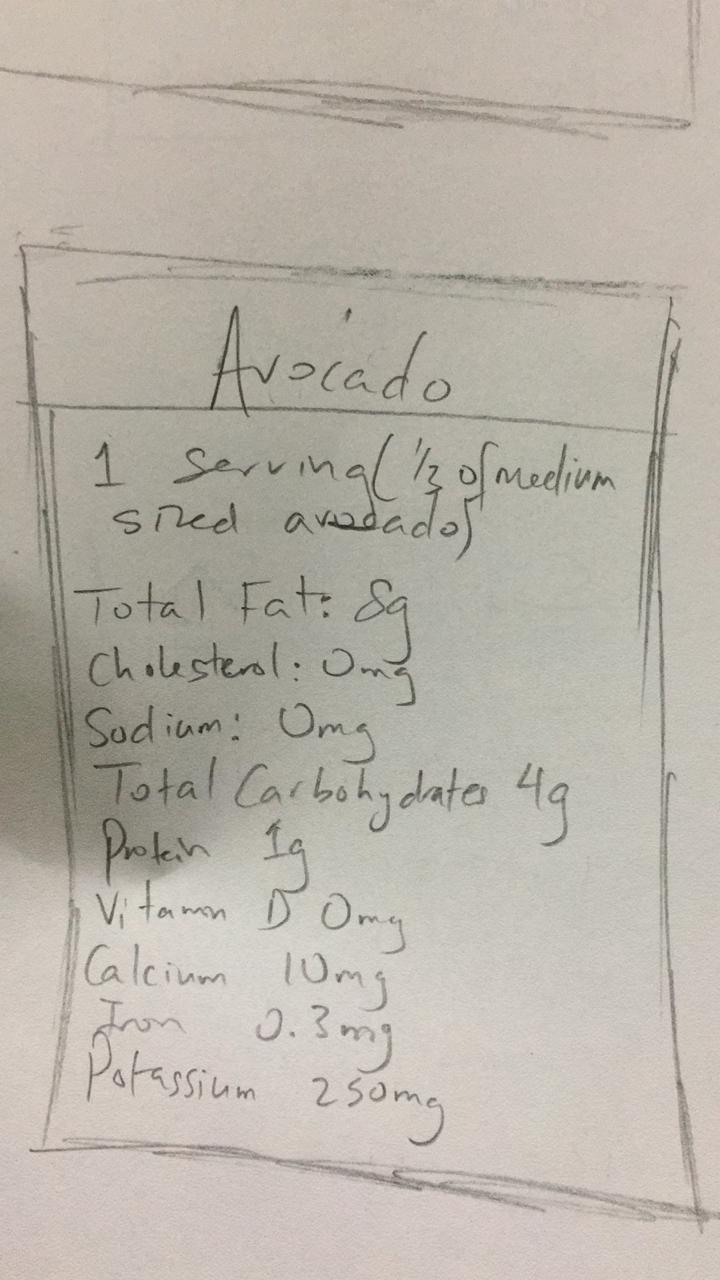 Avocado
1 Serving (1/3 of medium
sized avocado)
Total Fat: 8g
Cholesterol: 0mg
Sodium: 0mg
Total Carbohydrates 4g
Protein 1g
Vitamin D 0mg
Calcium 10mg
Iron 0.3mg
Potassium 250mg